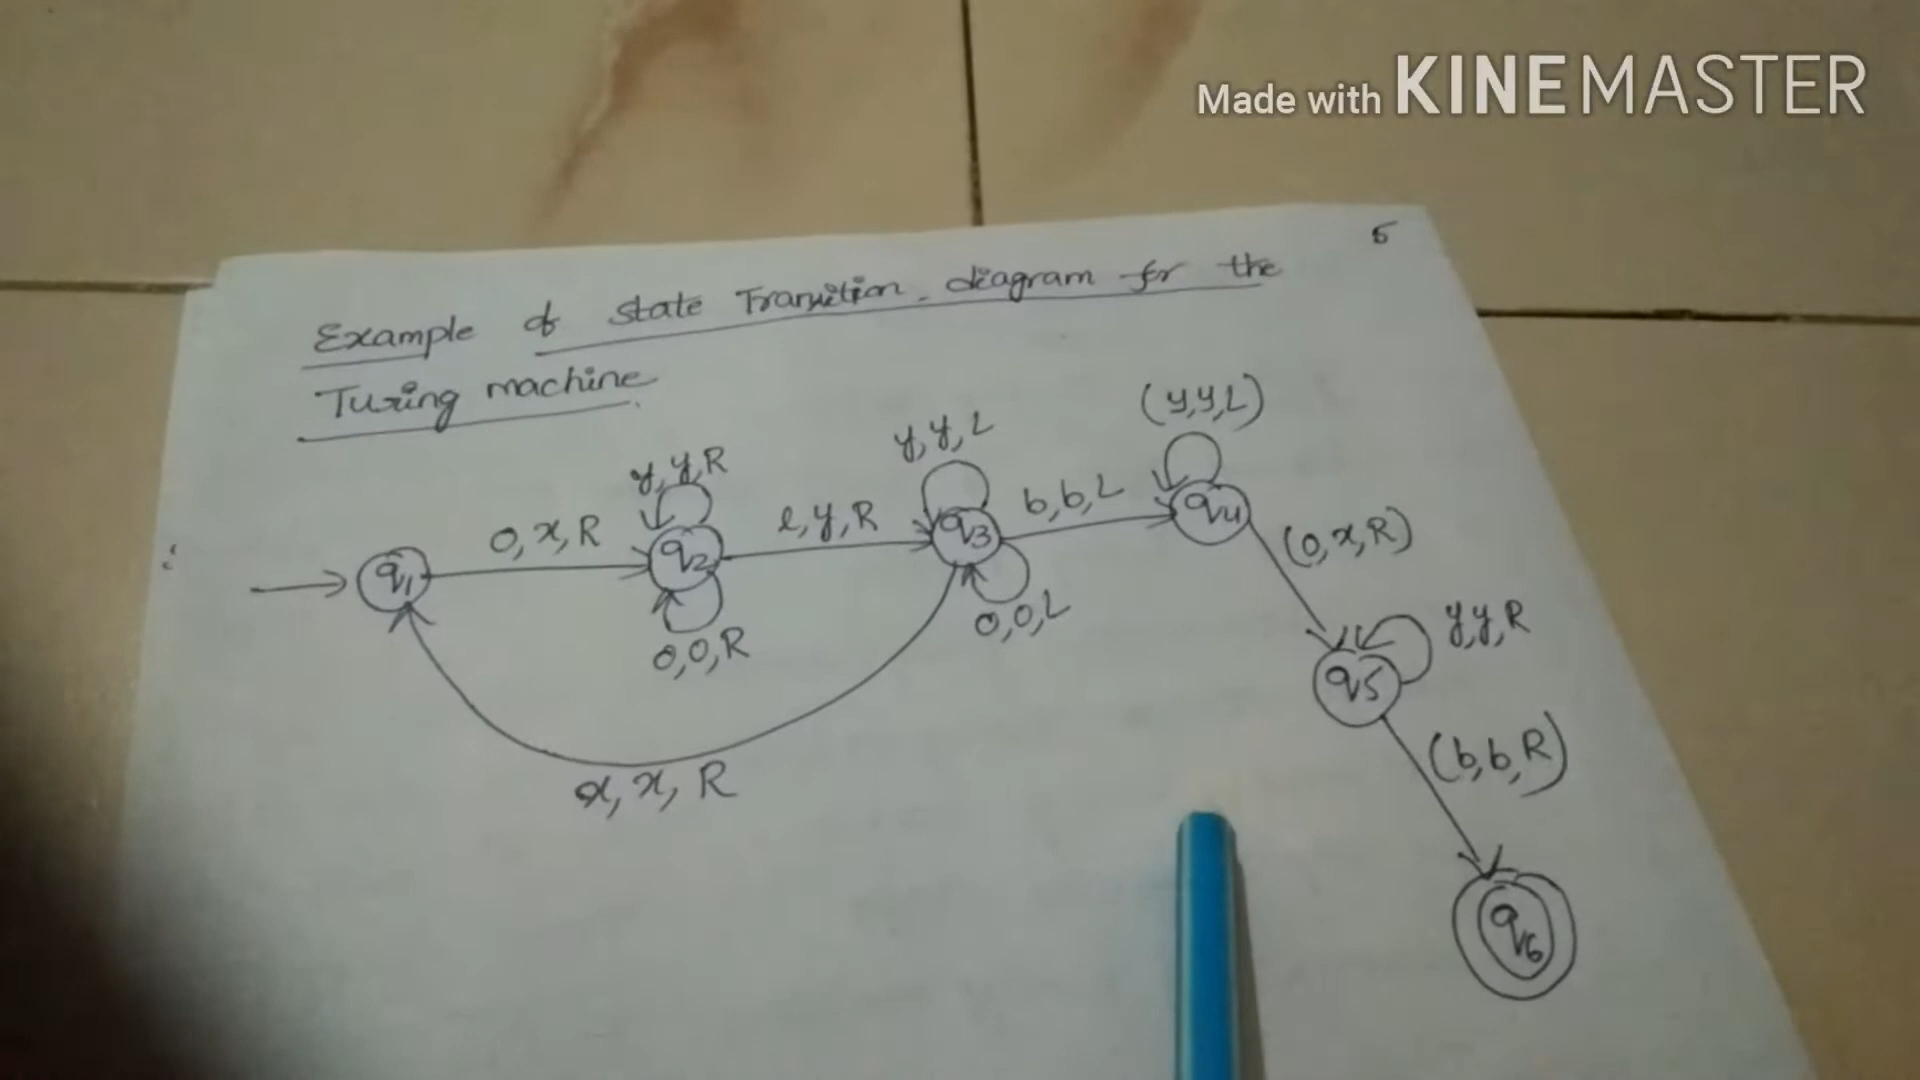 Made with KINEMASTER
5
Example of State Transition diagram for the
Turing machine
(y,y,L)
y, y, L
y, y, R
b, b, L
q4
0, x, R
q1
q2
l, y, R
q3
(0, x, R)
0,0,R
0,0,L
y,y,R
q5
x, x, R
(b,b,R)
q6